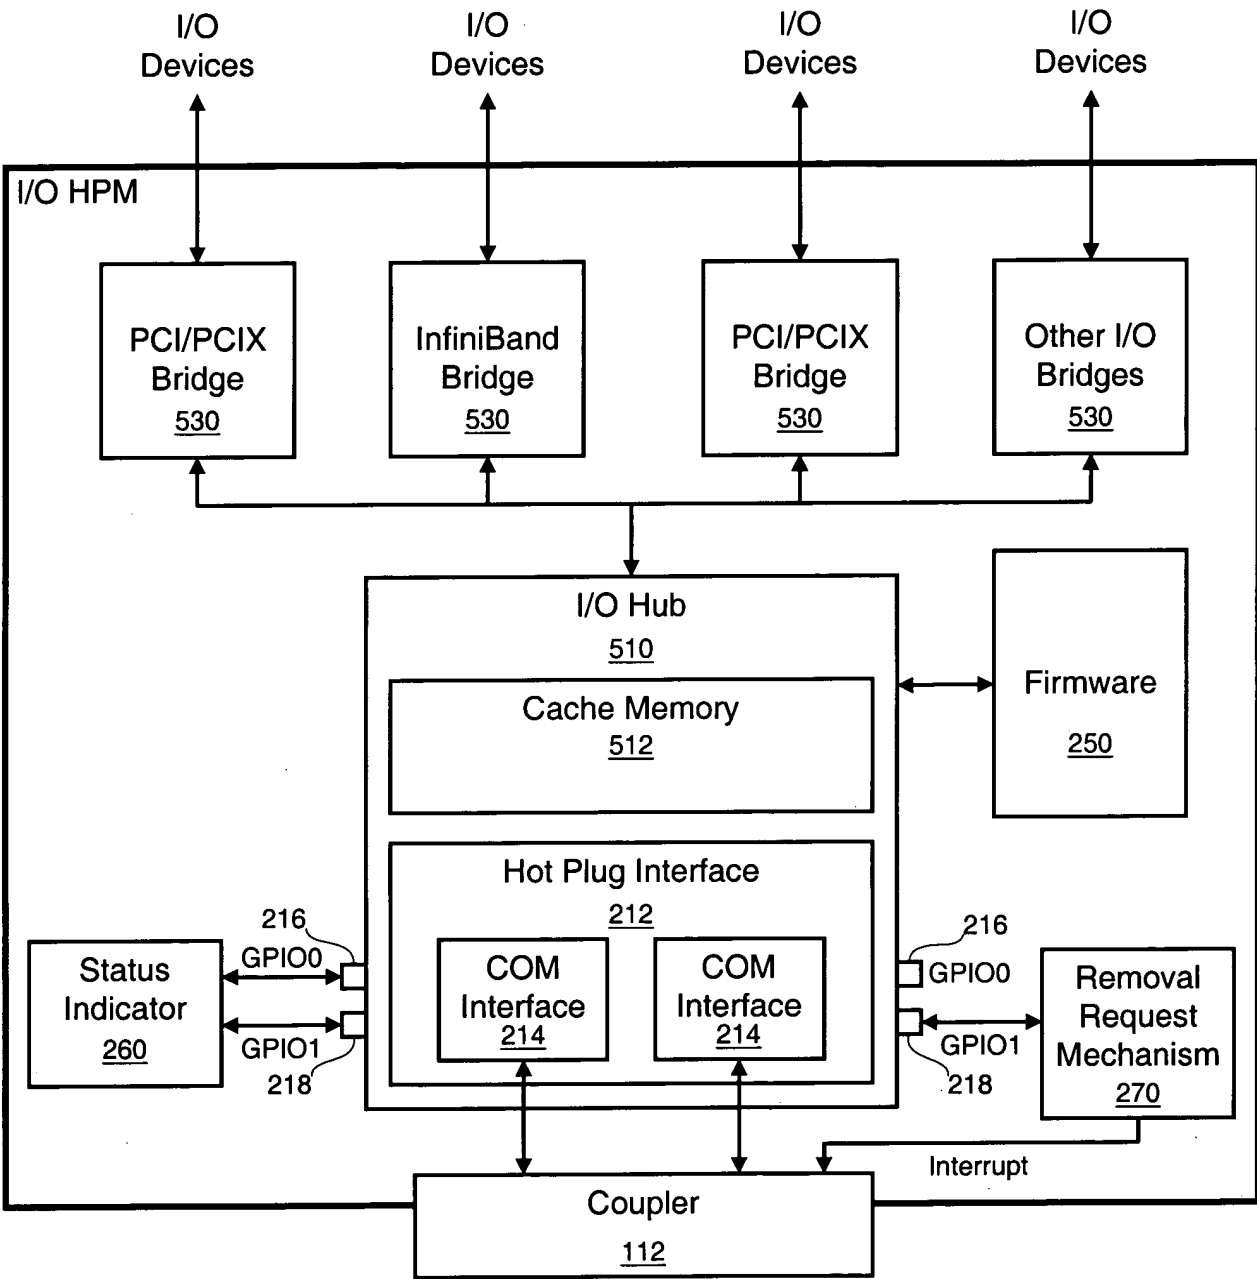 I/O
Devices
I/O
Devices
I/O
Devices
I/O
Devices
I/O HPM
PCI/PCIX
Bridge
530
InfiniBand
Bridge
530
PCI/PCIX
Bridge
530
Other I/O
Bridges
530
I/O Hub
510
Cache Memory
512
Firmware
250
Hot Plug Interface
212
COM
Interface
214
COM
Interface
214
Status
Indicator
260
216
GPIO0
GPIO1
218
216
GPIO0
GPIO1
218
Removal
Request
Mechanism
270
Interrupt
Coupler
112